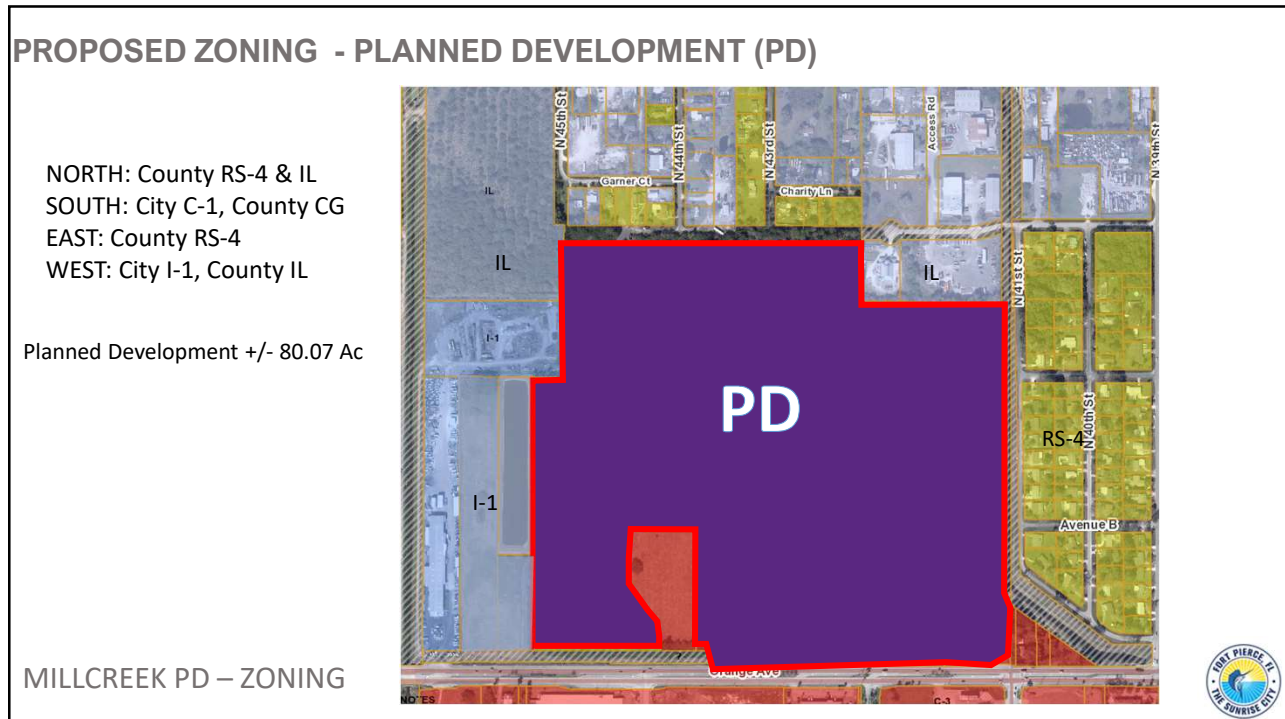 PROPOSED ZONING - PLANNED DEVELOPMENT (PD)
NORTH: County RS-4 & IL
SOUTH: City C-1, County CG
EAST: County RS-4
WEST: City I-1, County IL
Planned Development +/- 80.07 Ac
N 45th St
N 44th St
N 43rd St
Access Rd
N 39th St
Garner Ct
Charity Ln
IL
IL
IL
N 41st St
I-1
PD
RS-4
N 40th St
I-1
Avenue B
Orange Ave
C-3
MILLCREEK PD – ZONING
FORT PIERCE, FL
THE SUNRISE CITY